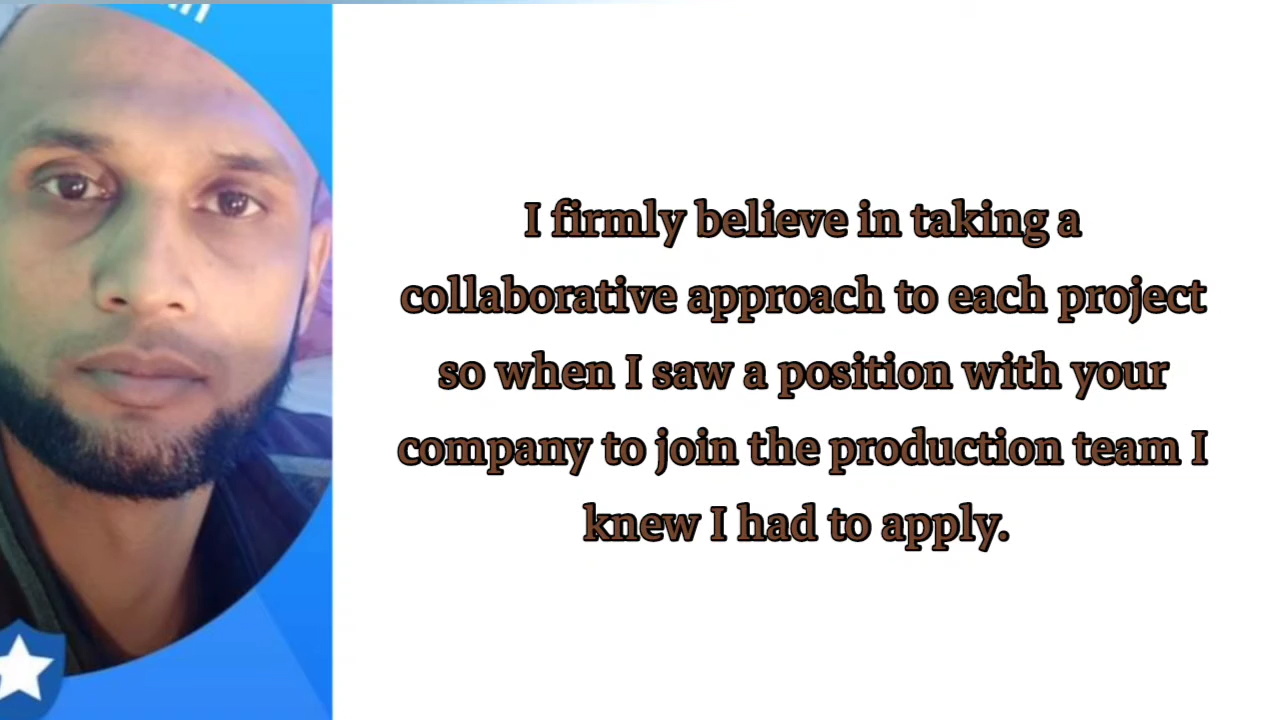 I firmly believe in taking a
collaborative approach to each project
so when I saw a position with your
company to join the production team I
knew I had to apply.